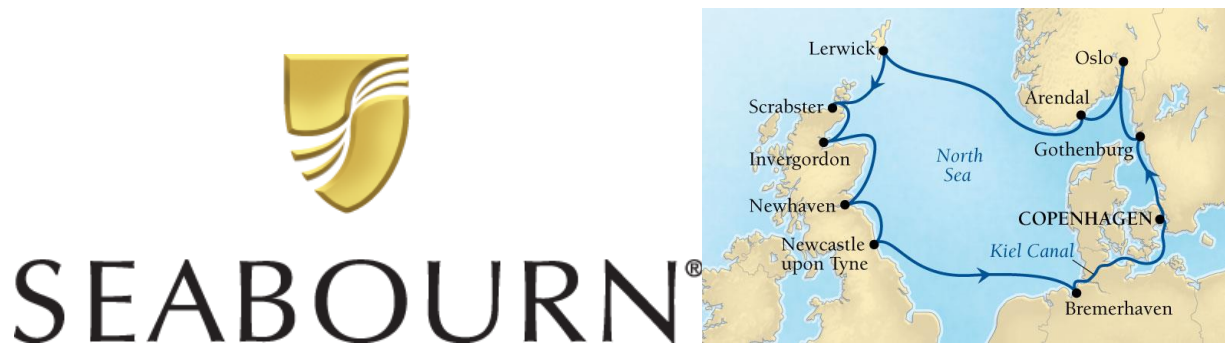 SEABOURN®
Lerwick
Oslo
Scrabster
Arendal
Invergordon
Gothenburg
North
Sea
Newhaven
COPENHAGEN
Newcastle
upon Tyne
Kiel Canal
Bremerhaven